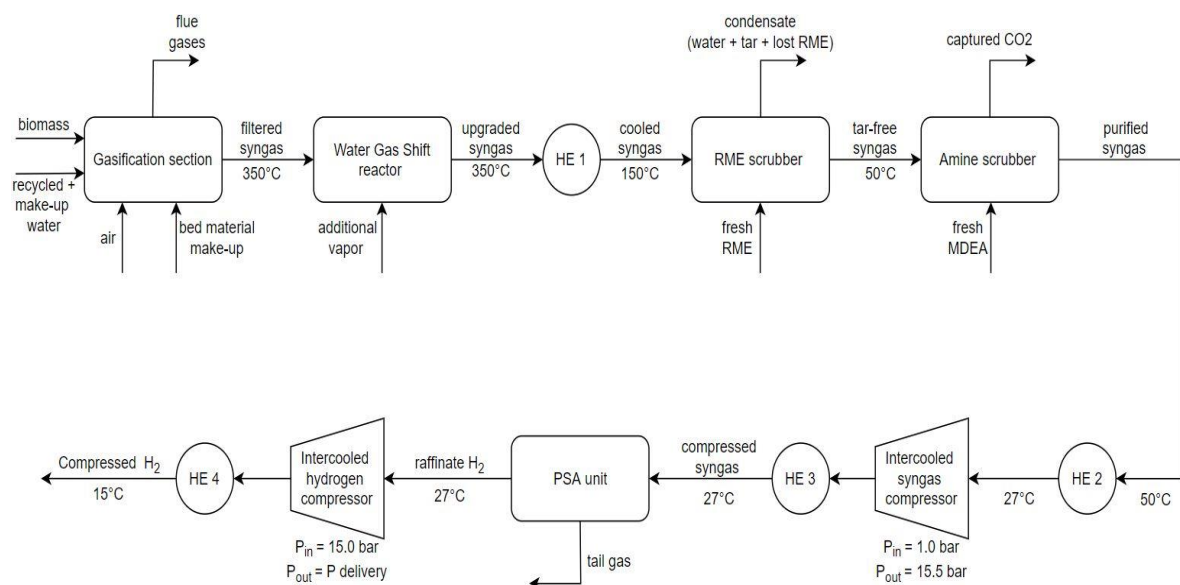 flue
gases
condensate
(water + tar + lost RME)
captured CO2
biomass
Gasification section
filtered
syngas
350°C
Water Gas Shift
reactor
upgraded
syngas
350°C
HE 1
cooled
syngas
150°C
RME scrubber
tar-free
syngas
50°C
Amine scrubber
purified
syngas
recycled +
make-up
water
air
bed material
make-up
additional
vapor
fresh
RME
fresh
MDEA
Compressed H2
15°C
HE 4
Intercooled
hydrogen
compressor
raffinate H2
27°C
PSA unit
compressed
syngas
27°C
HE 3
Intercooled
syngas
compressor
27°C
HE 2
50°C
Pin = 15.0 bar
Pout = P delivery
tail gas
Pin = 1.0 bar
Pout = 15.5 bar